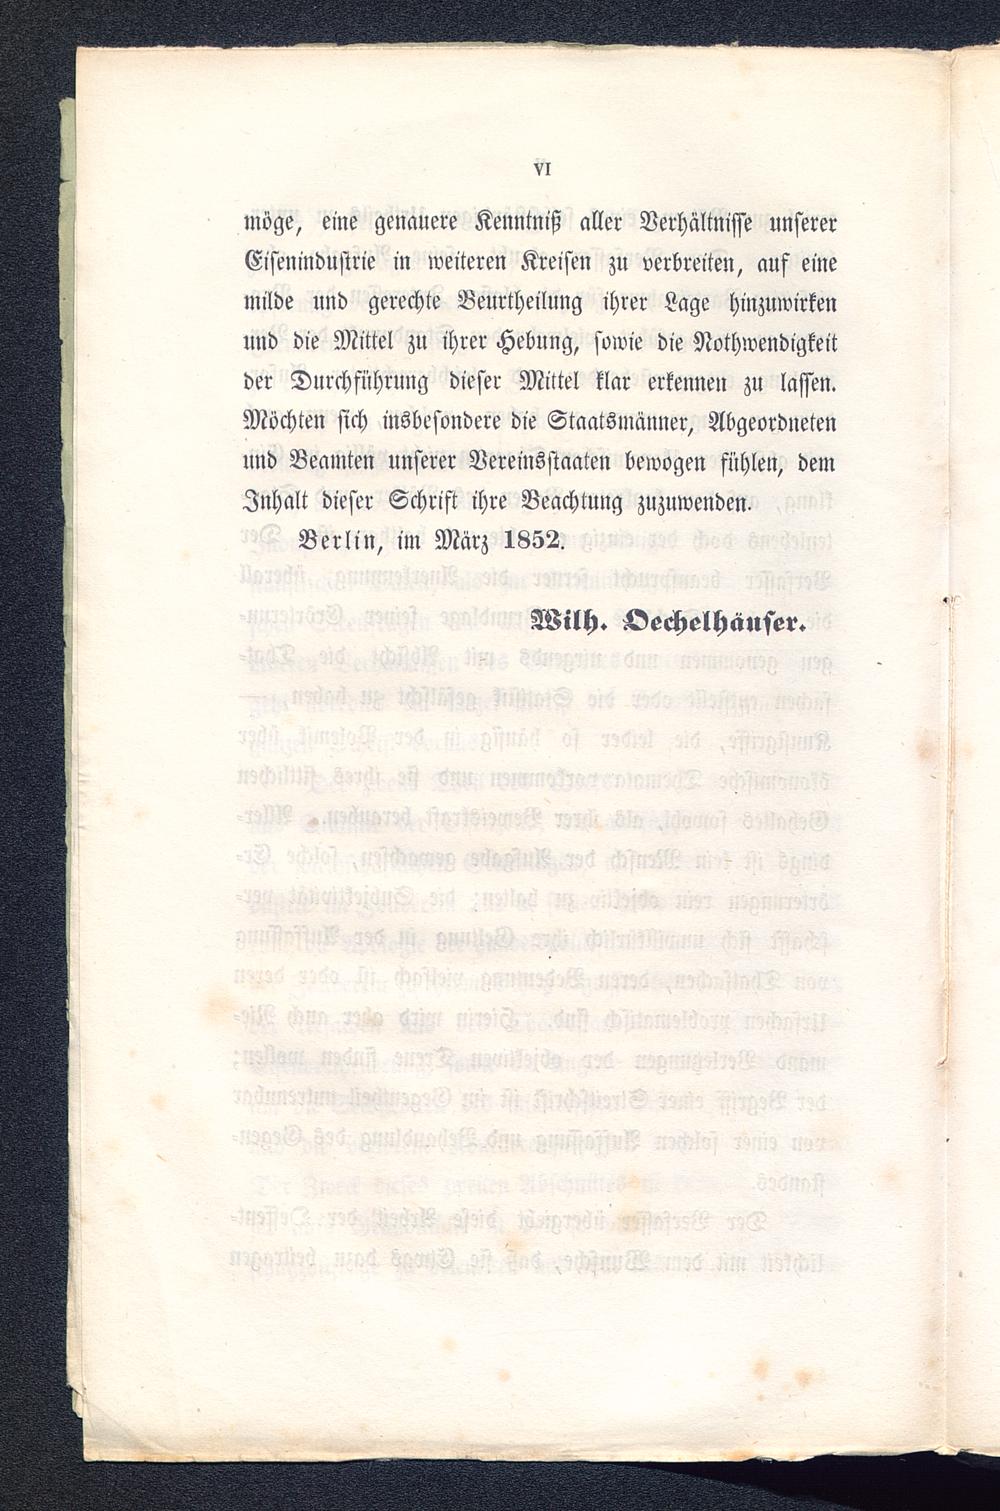 VI
möge, eine genauere Kenntniß aller Verhältnisse unserer
Eisenindustrie in weiteren Kreisen zu verbreiten, auf eine
milde und gerechte Beurtheilung ihrer Lage hinzuwirken
und die Mittel zu ihrer Hebung, sowie die Nothwendigkeit
der Durchführung dieser Mittel klar erkennen zu lassen.
Möchten sich insbesondere die Staatsmänner, Abgeordneten
und Beamten unserer Vereinsstaaten bewogen fühlen, dem
Inhalt dieser Schrift ihre Beachtung zuzuwenden.
Berlin, im März 1852.
Wilh. Oechelhäuser.